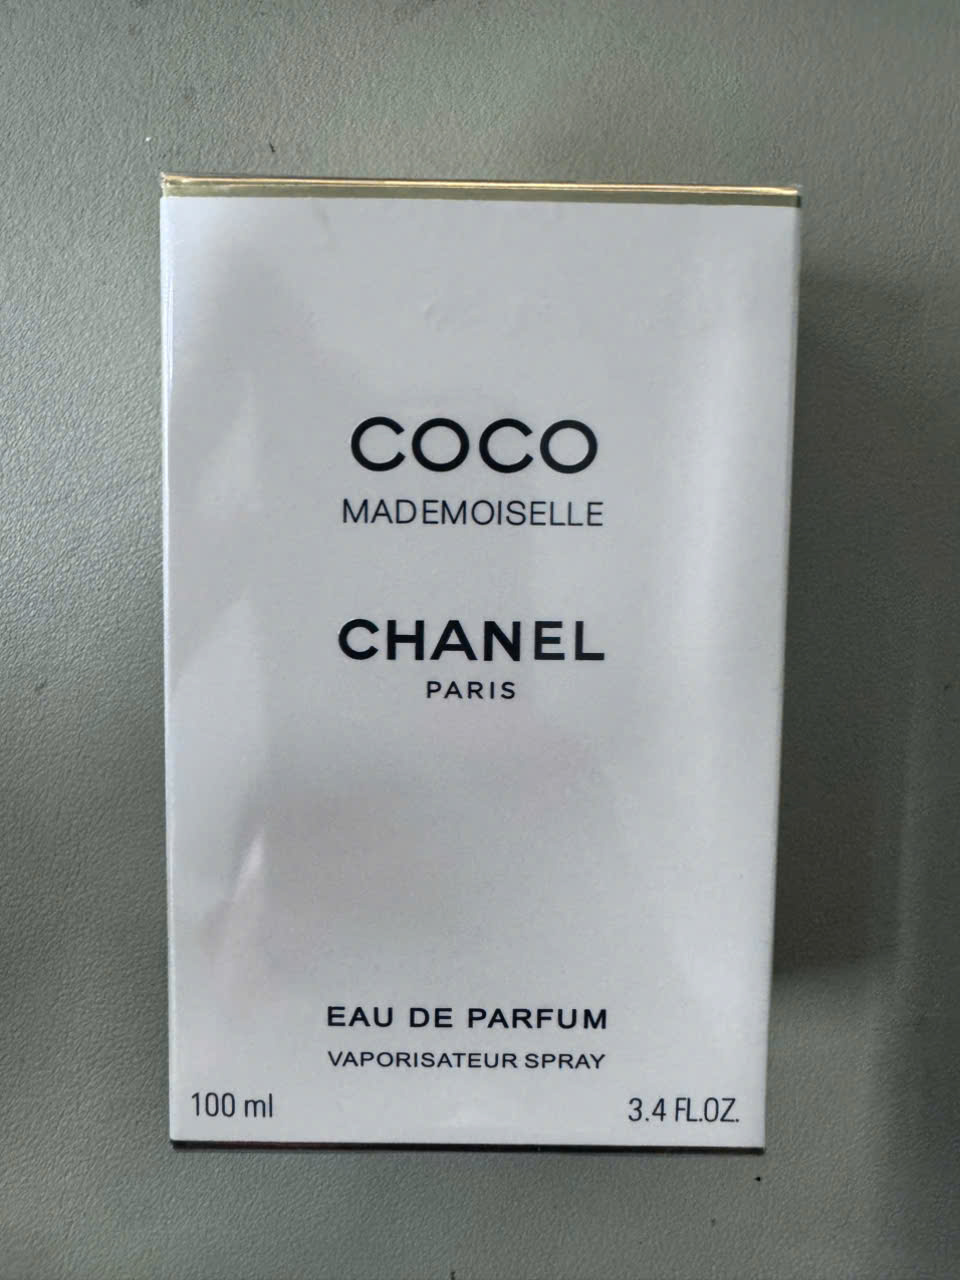 COCO
MADEMOISELLE
CHANEL
PARIS
EAU DE PARFUM
VAPORISATEUR SPRAY
100 ml 3.4 FL.OZ.